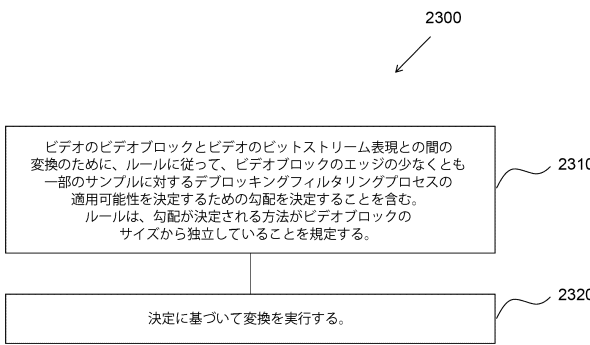 2300
ビデオのビデオブロックとビデオのビットストリーム表現との間の
変換のために、ルールに従って、ビデオブロックのエッジの少なくとも
一部のサンプルに対するデブロッキングフィルタリングプロセスの
適用可能性を決定するための勾配を決定することを含む。
ルールは、勾配が決定される方法がビデオブロックの
サイズから独立していることを規定する。
2310
決定に基づいて変換を実行する。
2320